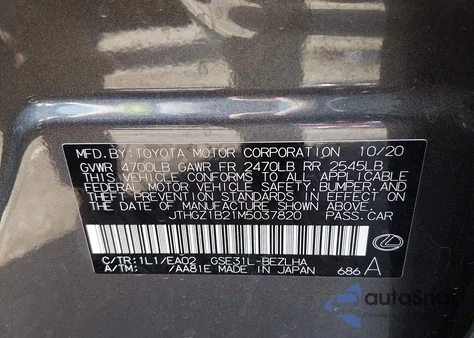 MFD.BY:TOYOTA MOTOR CORPORATION 10/20
GVWR 4700LB GAWR FR 2470LB RR 2545LB
THIS VEHICLE CONFORMS TO ALL APPLICABLE
FEDERAL MOTOR VEHICLE SAFETY,BUMPER,AND
THEFT PREVENTION STANDARDS IN EFFECT ON
THE DATE OF MANUFACTURE SHOWN ABOVE.
JTHGZ1B21M5037820 PASS.CAR
C/TR:1L1/EA02 GSE31L-BEZLHA
A/TM: /AA81E MADE IN JAPAN 686 A